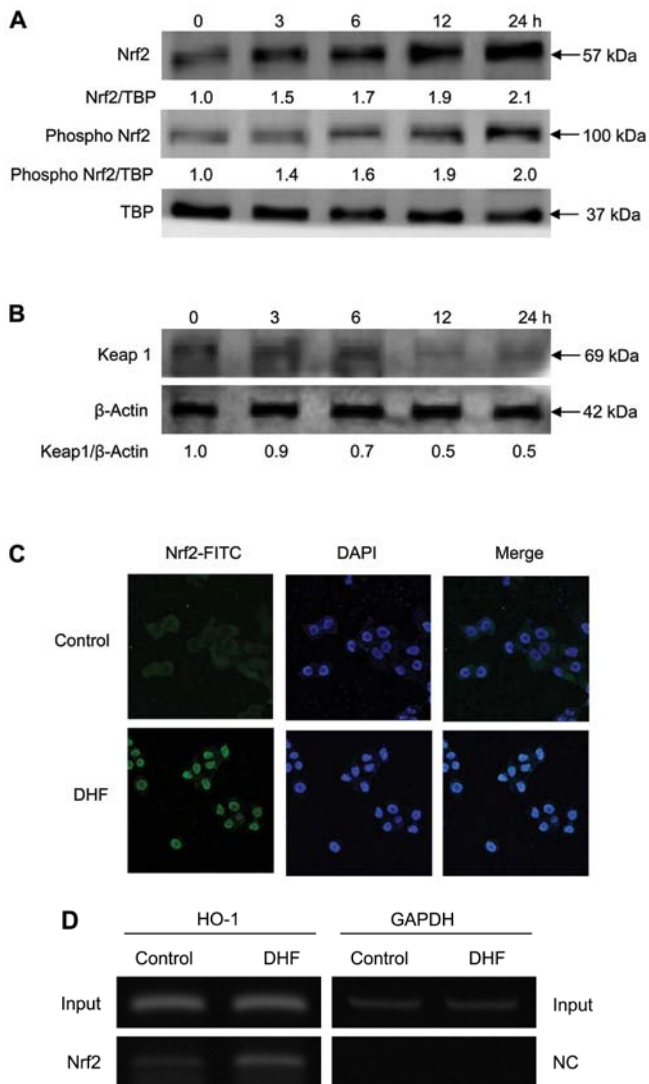 A
0 3 6 12 24 h
Nrf2 57 kDa
Nrf2/TBP 1.0 1.5 1.7 1.9 2.1
Phospho Nrf2 100 kDa
Phospho Nrf2/TBP 1.0 1.4 1.6 1.9 2.0
TBP 37 kDa
B
0 3 6 12 24 h
Keap 1 69 kDa
β-Actin 42 kDa
Keap1/β-Actin 1.0 0.9 0.7 0.5 0.5
C
Nrf2-FITC DAPI Merge
Control
DHF
D
HO-1 GAPDH
Control DHF Control DHF
Input Input
Nrf2 NC